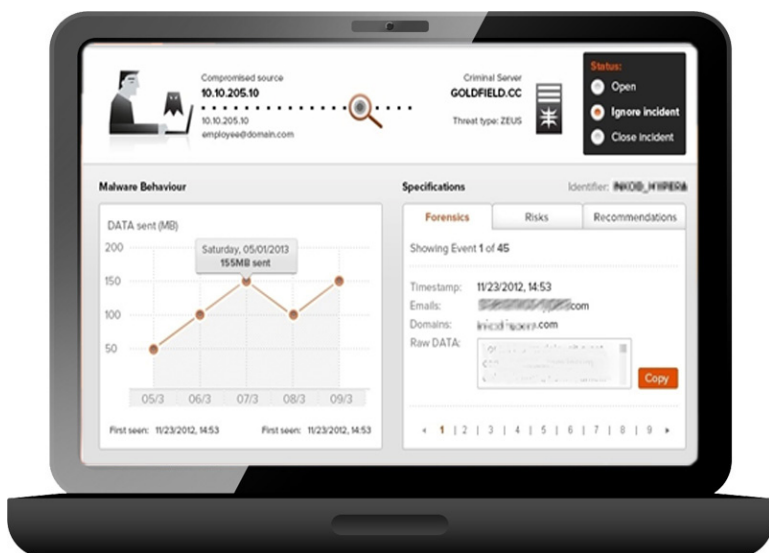 Compromised source
10.10.205.10
10.10.205.10
employee@domain.com
Criminal Server
GOLDFIELD.CC
Threat type: ZEUS
Status:
Open
Ignore incident
Close Incident
Malware Behaviour
DATA sent (MB)
200
150
100
50
Saturday, 05/01/2013
155MB sent
05/3 06/3 07/3 08/3 09/3
First seen: 11/23/2012, 14:53 First seen: 11/23/2012, 14:53
Specifications
Identifier:
Forensics Risks Recommendations
Showing Event 1 of 45
Timestamp: 11/23/2012, 14:53
Emails: com
Domains: .com
Raw DATA:
Copy
1 | 2 | 3 | 4 | 5 | 6 | 7 | 8 | 9